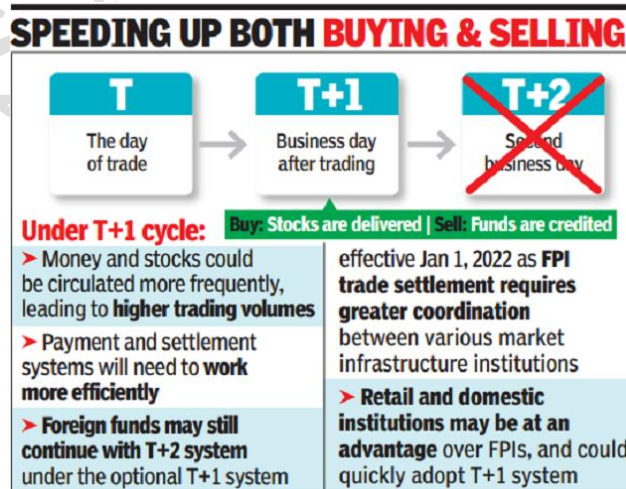 SPEEDING UP BOTH BUYING & SELLING
T
The day
of trade
T+1
Business day
after trading
T+2
Second
business day
Buy: Stocks are delivered | Sell: Funds are credited
Under T+1 cycle:
➤ Money and stocks could
be circulated more frequently,
leading to higher trading volumes
➤ Payment and settlement
systems will need to work
more efficiently
➤ Foreign funds may still
continue with T+2 system
under the optional T+1 system
effective Jan 1, 2022 as FPI
trade settlement requires
greater coordination
between various market
infrastructure institutions
➤ Retail and domestic
institutions may be at an
advantage over FPIs, and could
quickly adopt T+1 system